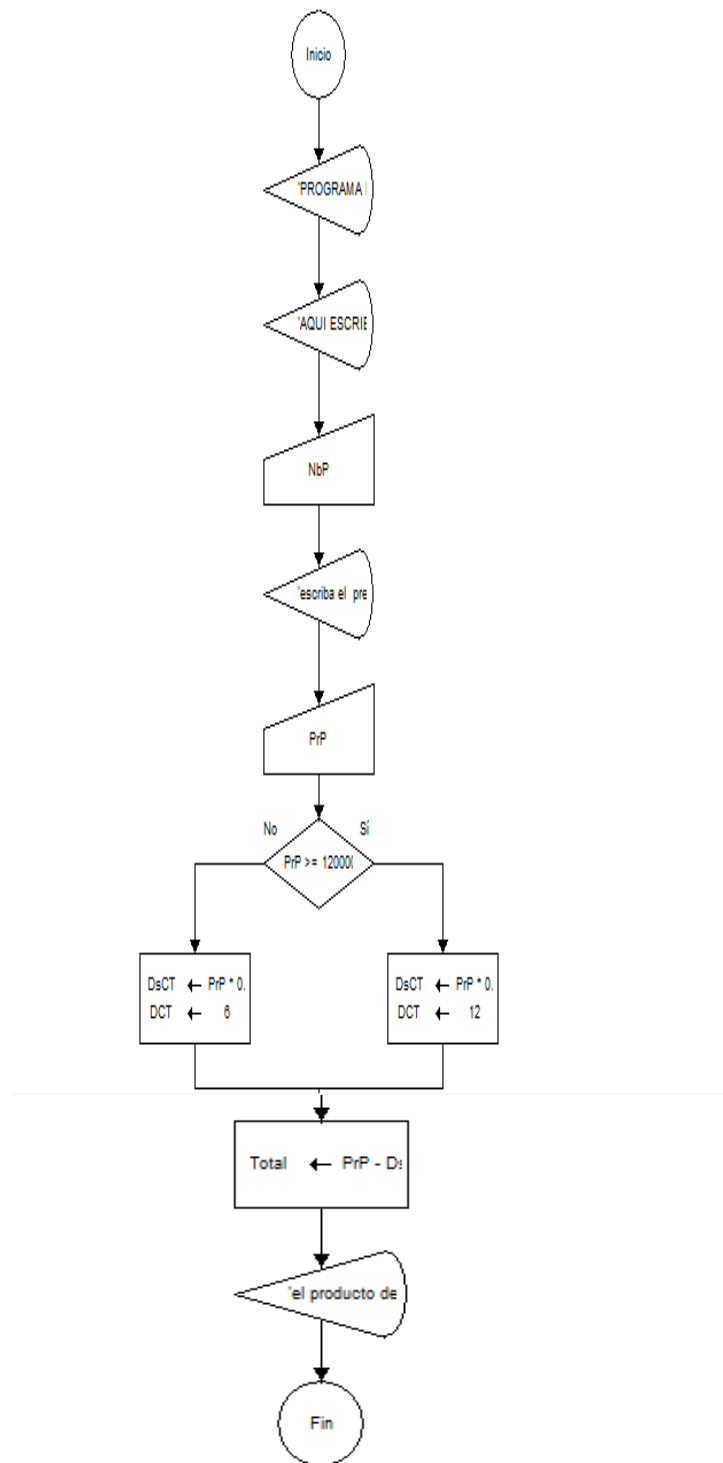 Inicio
'PROGRAMA
'AQUI ESCRIB
NbP
'escriba el pre
PrP
No
Sí
PrP >= 12000
DsCT ← PrP * 0.
DCT ← 6
DsCT ← PrP * 0.
DCT ← 12
Total ← PrP - Ds
'el producto de
Fin